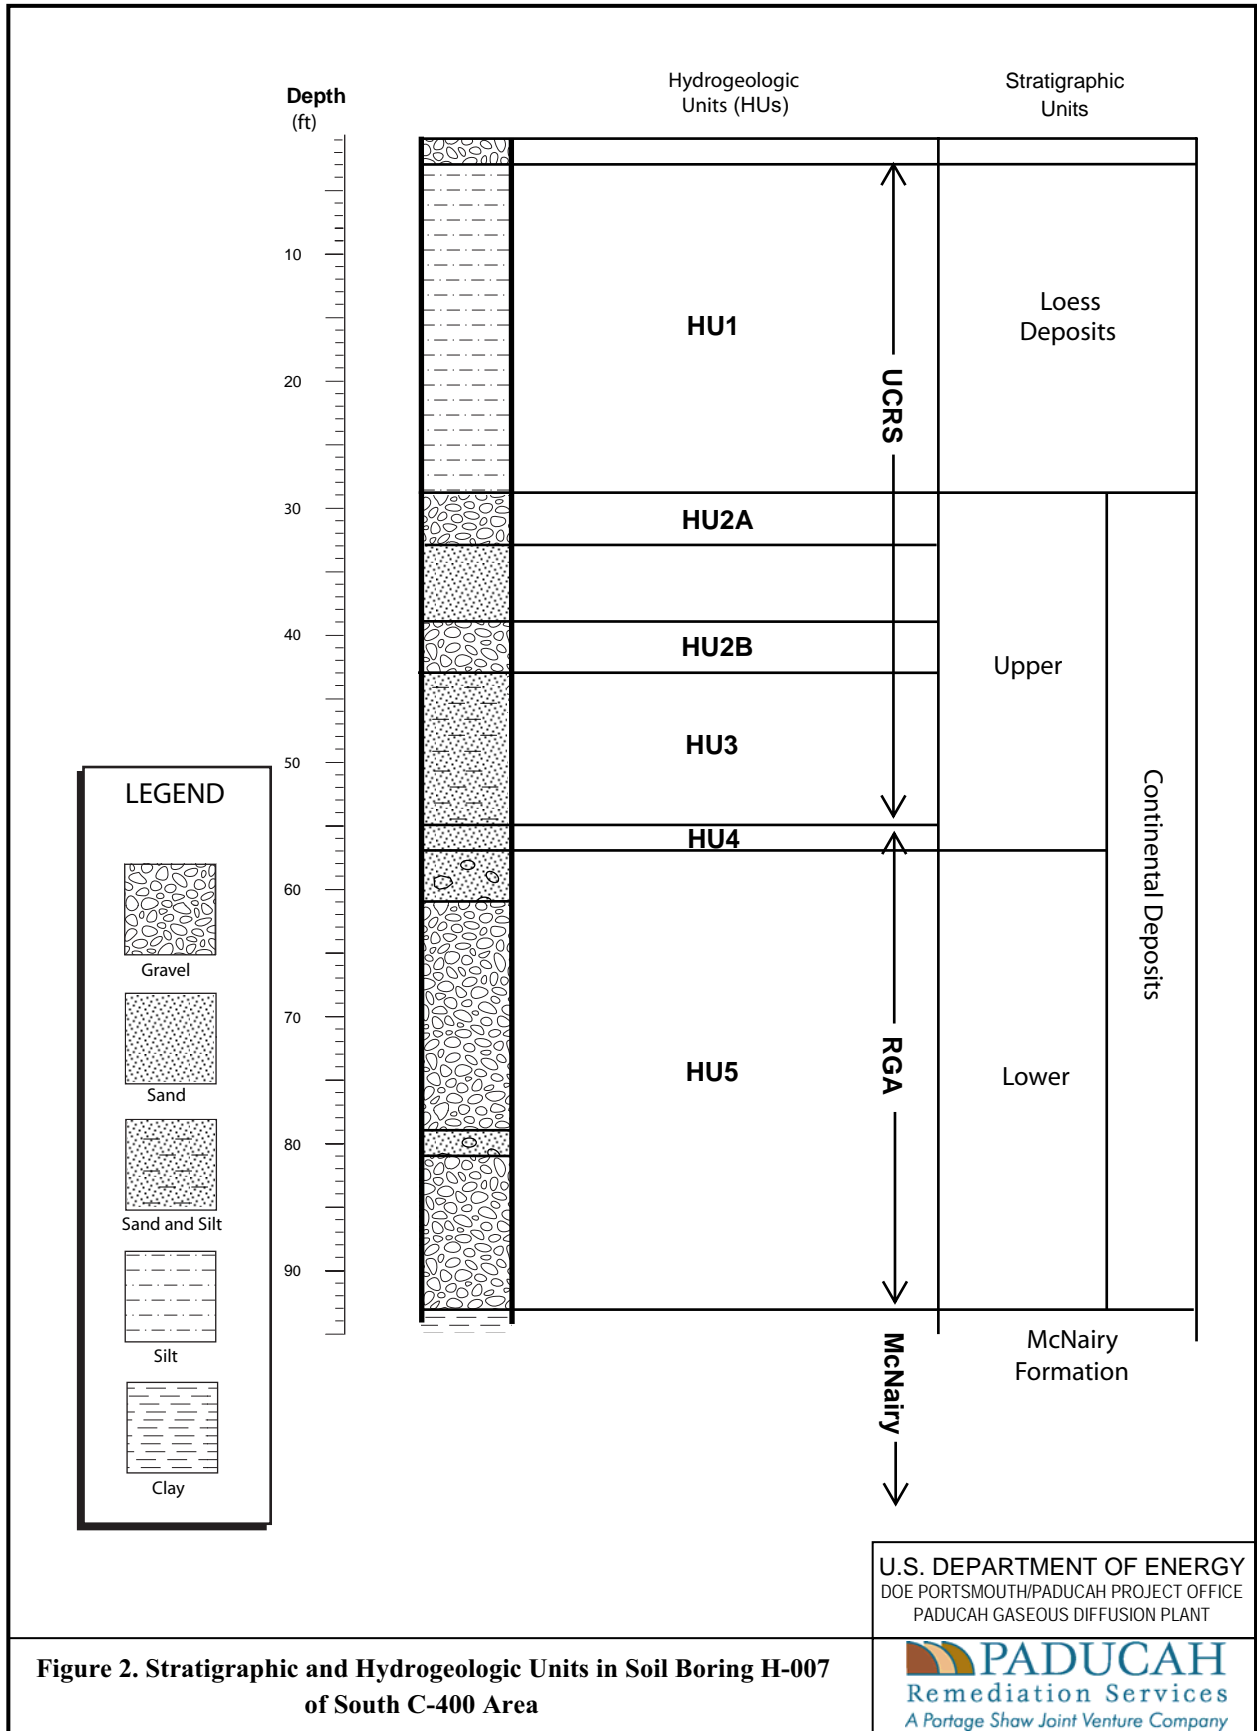 Depth
(ft)
Hydrogeologic
Units (HUs)
Stratigraphic
Units
10
20
30
40
50
60
70
80
90
HU1
HU2A
HU2B
HU3
HU4
HU5
UCRS
RGA
McNairy
Loess
Deposits
Upper
Lower
Continental Deposits
McNairy
Formation
LEGEND
Gravel
Sand
Sand and Silt
Silt
Clay
U.S. DEPARTMENT OF ENERGY
DOE PORTSMOUTH/PADUCAH PROJECT OFFICE
PADUCAH GASEOUS DIFFUSION PLANT
Figure 2. Stratigraphic and Hydrogeologic Units in Soil Boring H-007
of South C-400 Area
PADUCAH
Remediation Services
A Portage Shaw Joint Venture Company